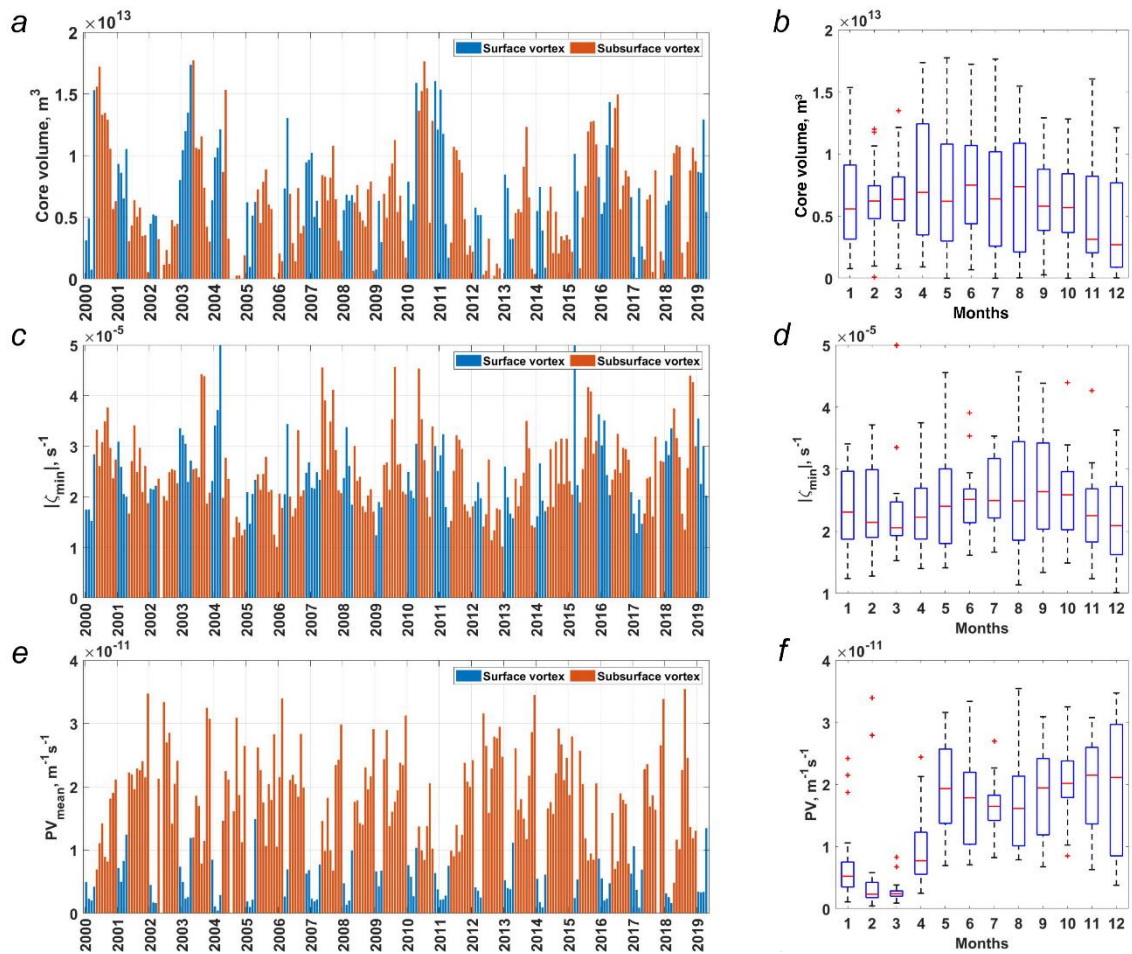 a
×10¹³
Surface vortex
Subsurface vortex
Core volume, m³
2
1.5
1
0.5
0
2000 2001 2002 2003 2004 2005 2006 2007 2008 2009 2010 2011 2012 2013 2014 2015 2016 2017 2018 2019
b
×10¹³
Core volume, m³
2
1.5
1
0.5
0
1 2 3 4 5 6 7 8 9 10 11 12
Months
c
×10⁻⁵
Surface vortex
Subsurface vortex
|ζmin|, s⁻¹
5
4
3
2
1
0
2000 2001 2002 2003 2004 2005 2006 2007 2008 2009 2010 2011 2012 2013 2014 2015 2016 2017 2018 2019
d
×10⁻⁵
|ζmin|, s⁻¹
5
4
3
2
1
1 2 3 4 5 6 7 8 9 10 11 12
Months
e
×10⁻¹¹
Surface vortex
Subsurface vortex
PVmean, m⁻¹s⁻¹
4
3
2
1
0
2000 2001 2002 2003 2004 2005 2006 2007 2008 2009 2010 2011 2012 2013 2014 2015 2016 2017 2018 2019
f
×10⁻¹¹
PV, m⁻¹s⁻¹
4
3
2
1
0
1 2 3 4 5 6 7 8 9 10 11 12
Months